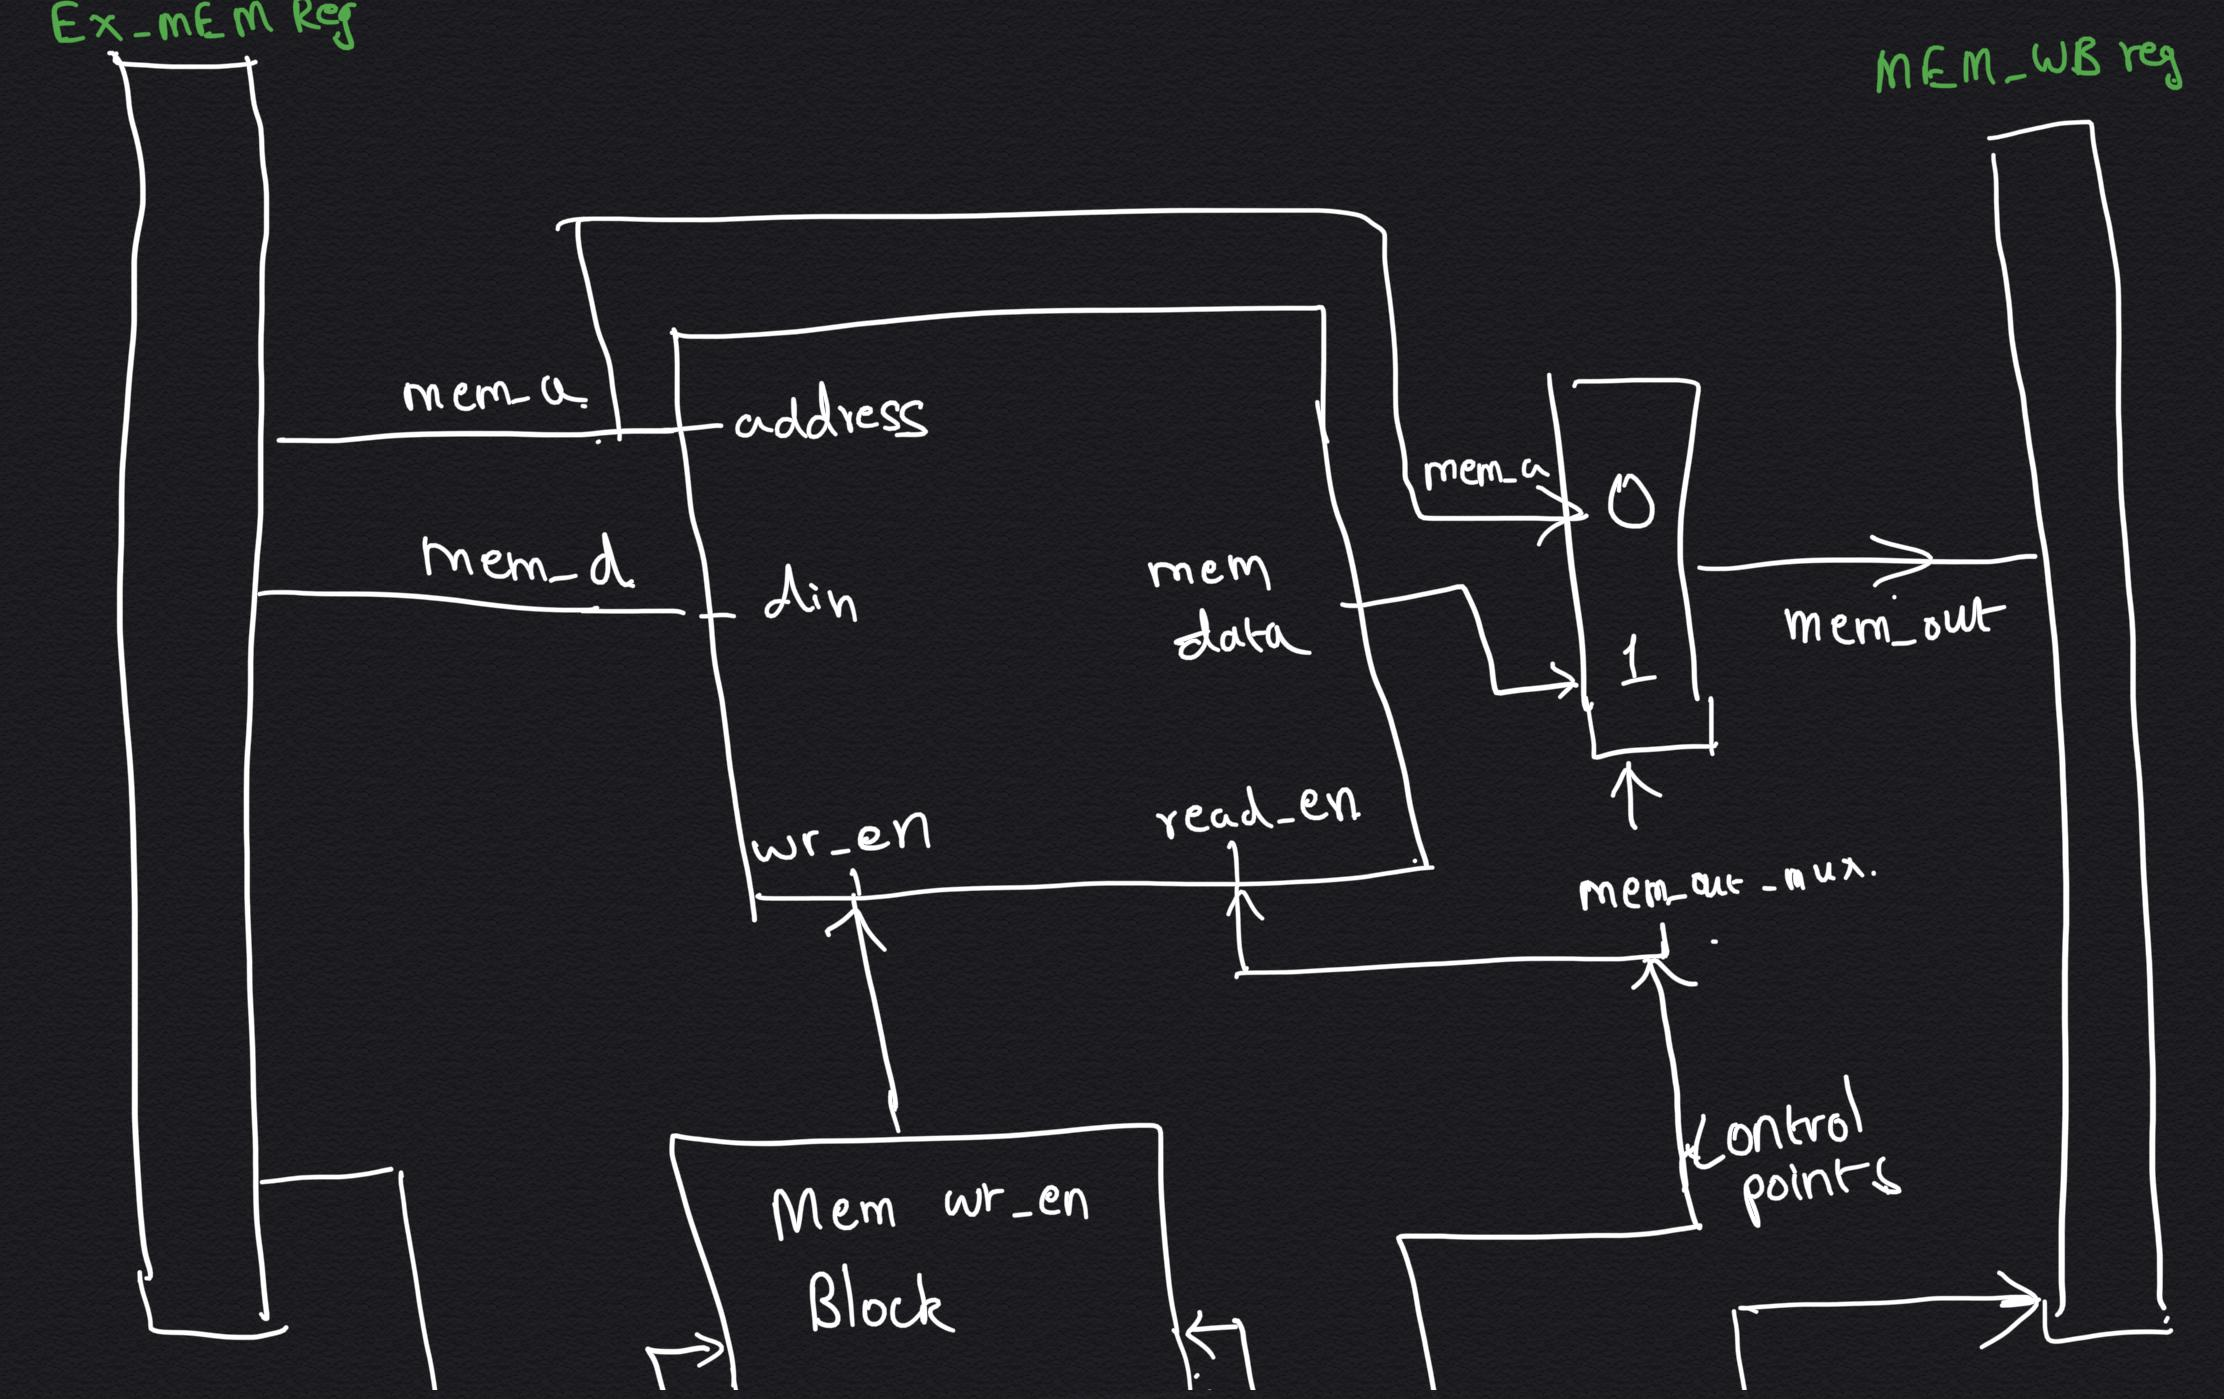 Ex_MEM Reg
MEM_WB reg
mem_a
address
mem_a
0
mem_d
din
mem
data
1
mem_out
wr_en
read_en
mem_out_mux.
Control
points
Mem wr_en
Block